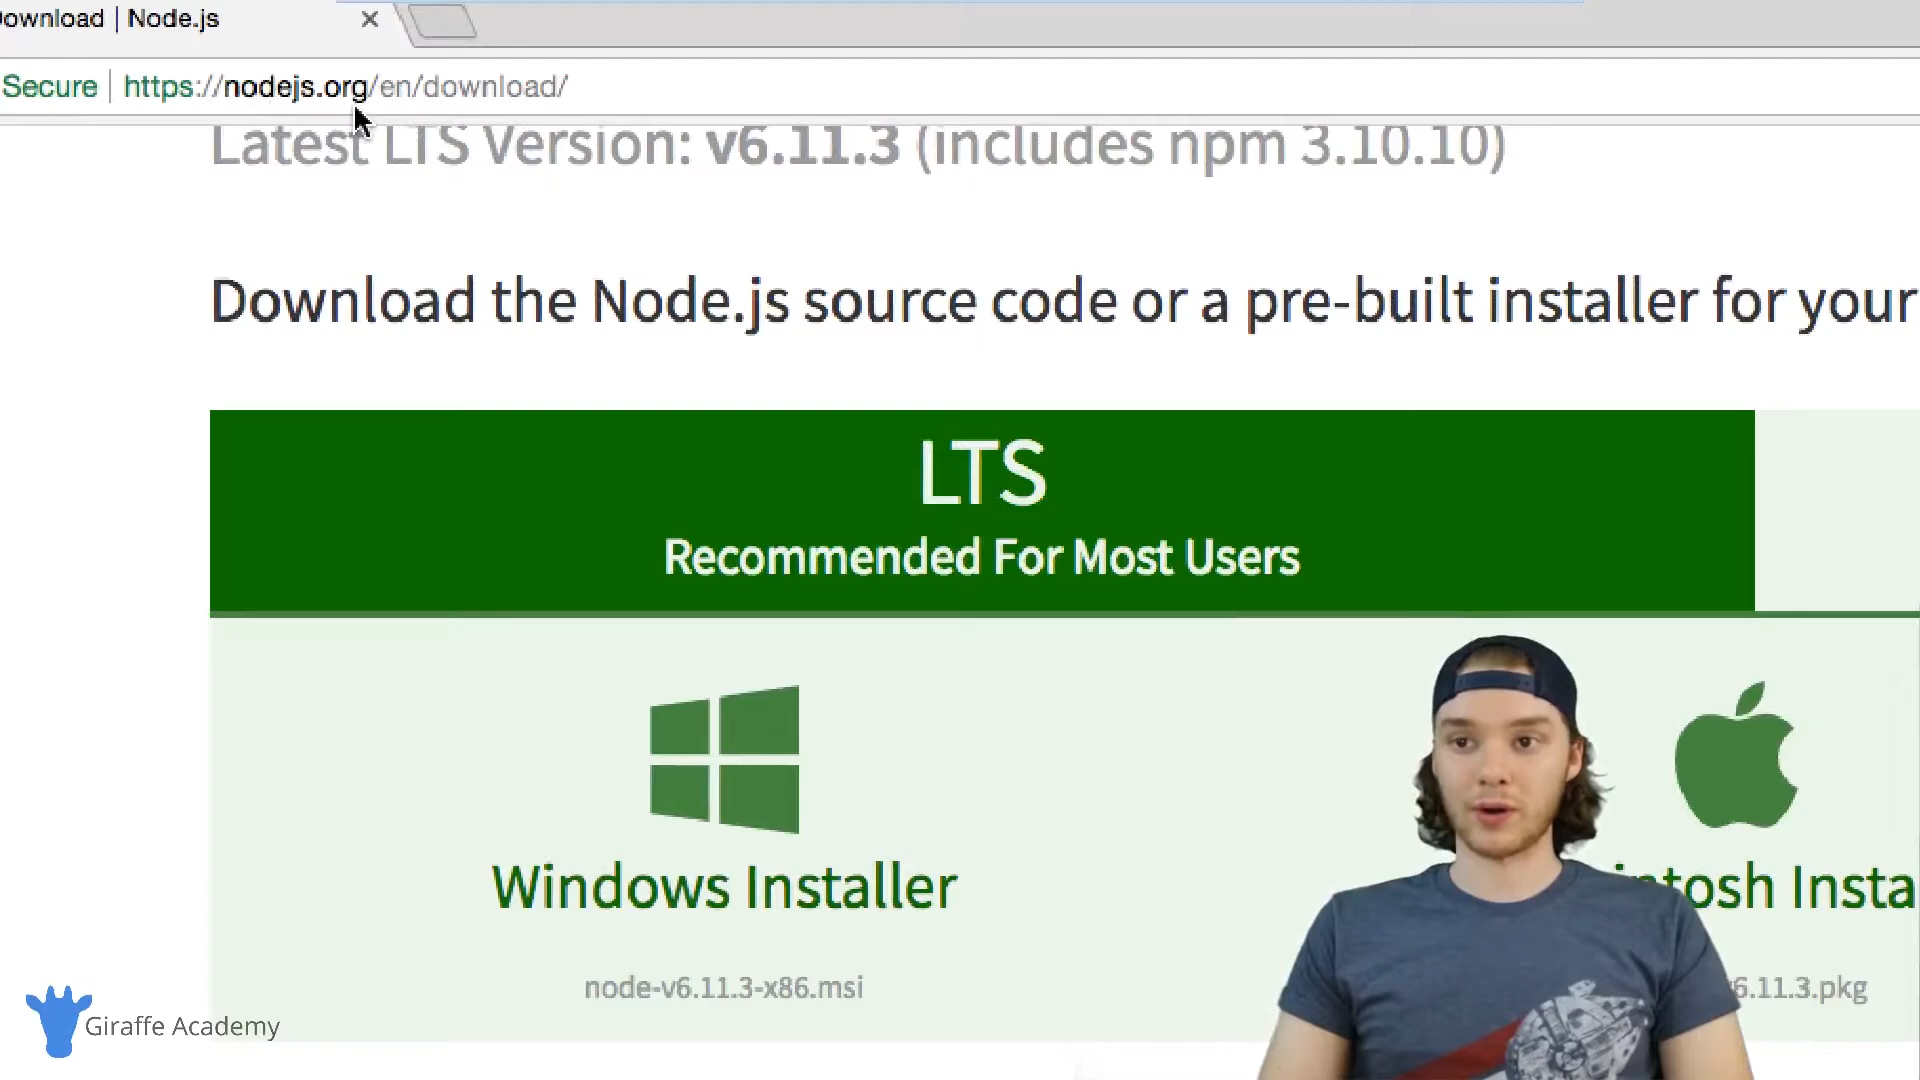 ownload | Node.js
Secure | https://nodejs.org/en/download/
Latest LTS Version: v6.11.3 (includes npm 3.10.10)
Download the Node.js source code or a pre-built installer for your
LTS
Recommended For Most Users
Windows Installer
intosh Insta
node-v6.11.3-x86.msi
6.11.3.pkg
Giraffe Academy